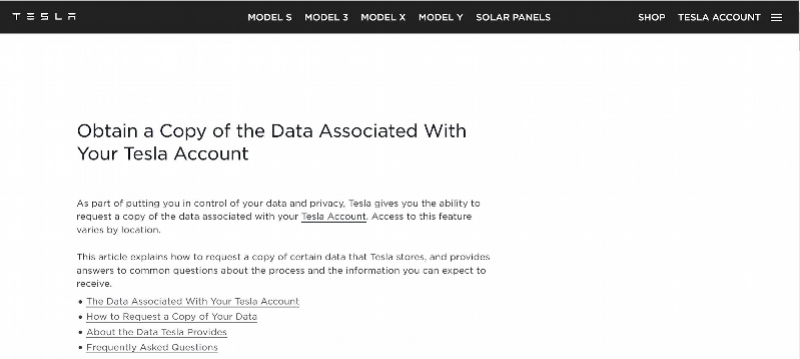 TESLA MODEL S MODEL 3 MODEL X MODEL Y SOLAR PANELS SHOP TESLA ACCOUNT
Obtain a Copy of the Data Associated With
Your Tesla Account
As part of putting you in control of your data and privacy, Tesla gives you the ability to
request a copy of the data associated with your Tesla Account. Access to this feature
varies by location.
This article explains how to request a copy of certain data that Tesla stores, and provides
answers to common questions about the process and the information you can expect to
receive.
• The Data Associated With Your Tesla Account
• How to Request a Copy of Your Data
• About the Data Tesla Provides
• Frequently Asked Questions